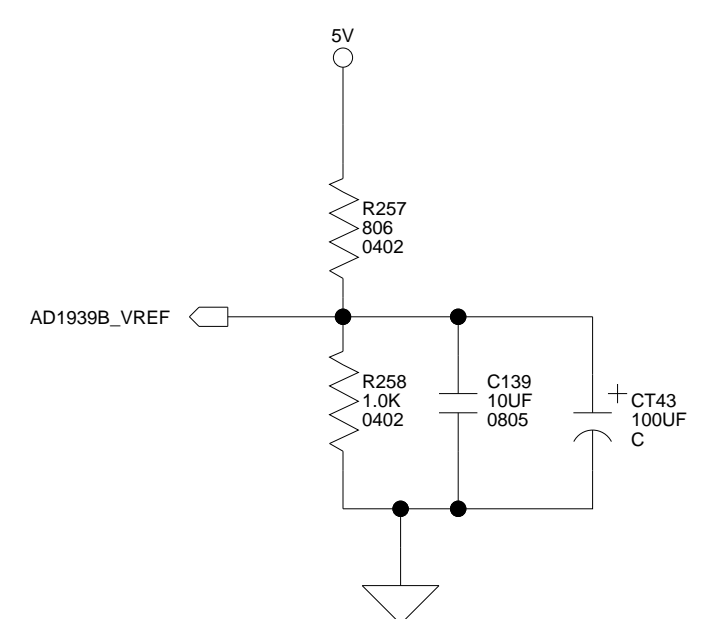 5V
R257
806
0402
AD1939B_VREF
R258
1.0K
0402
C139
10UF
0805
CT43
100UF
C